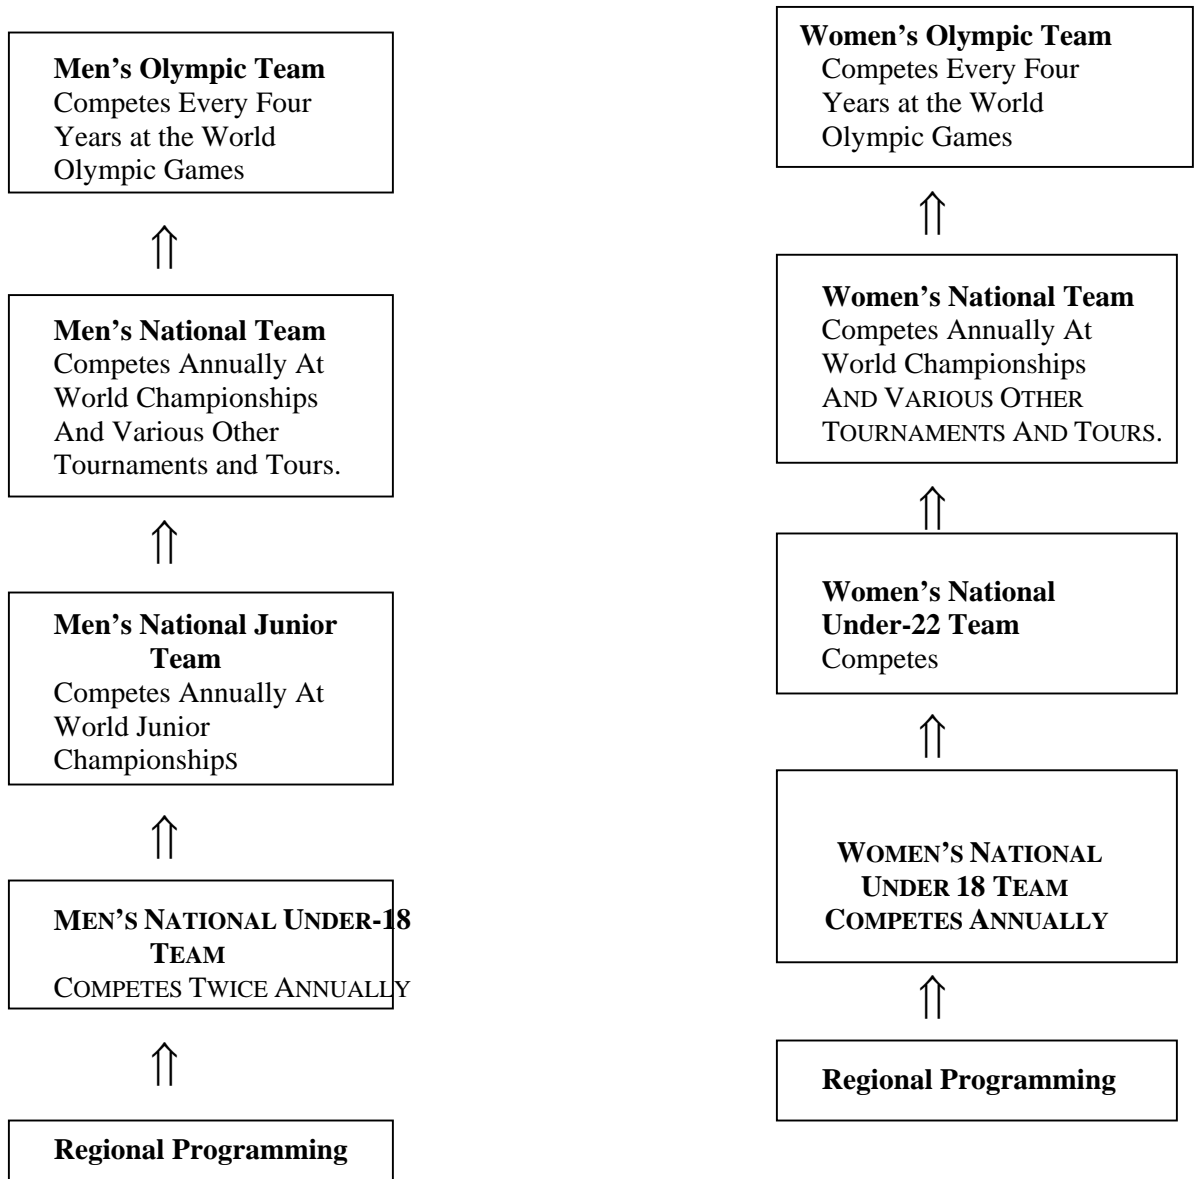 Men’s Olympic Team
Competes Every Four
Years at the World
Olympic Games
⇑
Men’s National Team
Competes Annually At
World Championships
And Various Other
Tournaments and Tours.
⇑
Men’s National Junior
Team
Competes Annually At
World Junior
ChampionshipS
⇑
MEN’S NATIONAL UNDER-18
TEAM
COMPETES TWICE ANNUALLY
⇑
Regional Programming
Women’s Olympic Team
Competes Every Four
Years at the World
Olympic Games
⇑
Women’s National Team
Competes Annually At
World Championships
AND VARIOUS OTHER
TOURNAMENTS AND TOURS.
⇑
Women’s National
Under-22 Team
Competes
⇑
WOMEN’S NATIONAL
UNDER 18 TEAM
COMPETES ANNUALLY
⇑
Regional Programming